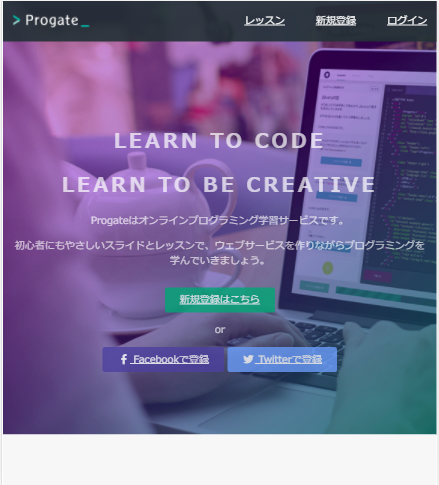 > Progate _
レッスン 新規登録 ログイン
LEARN TO CODE
LEARN TO BE CREATIVE
Progateはオンラインプログラミング学習サービスです。
初心者にもやさしいスライドとレッスンで、ウェブサービスを作りながらプログラミングを
学んでいきましょう。
新規登録はこちら
or
Facebookで登録 Twitterで登録